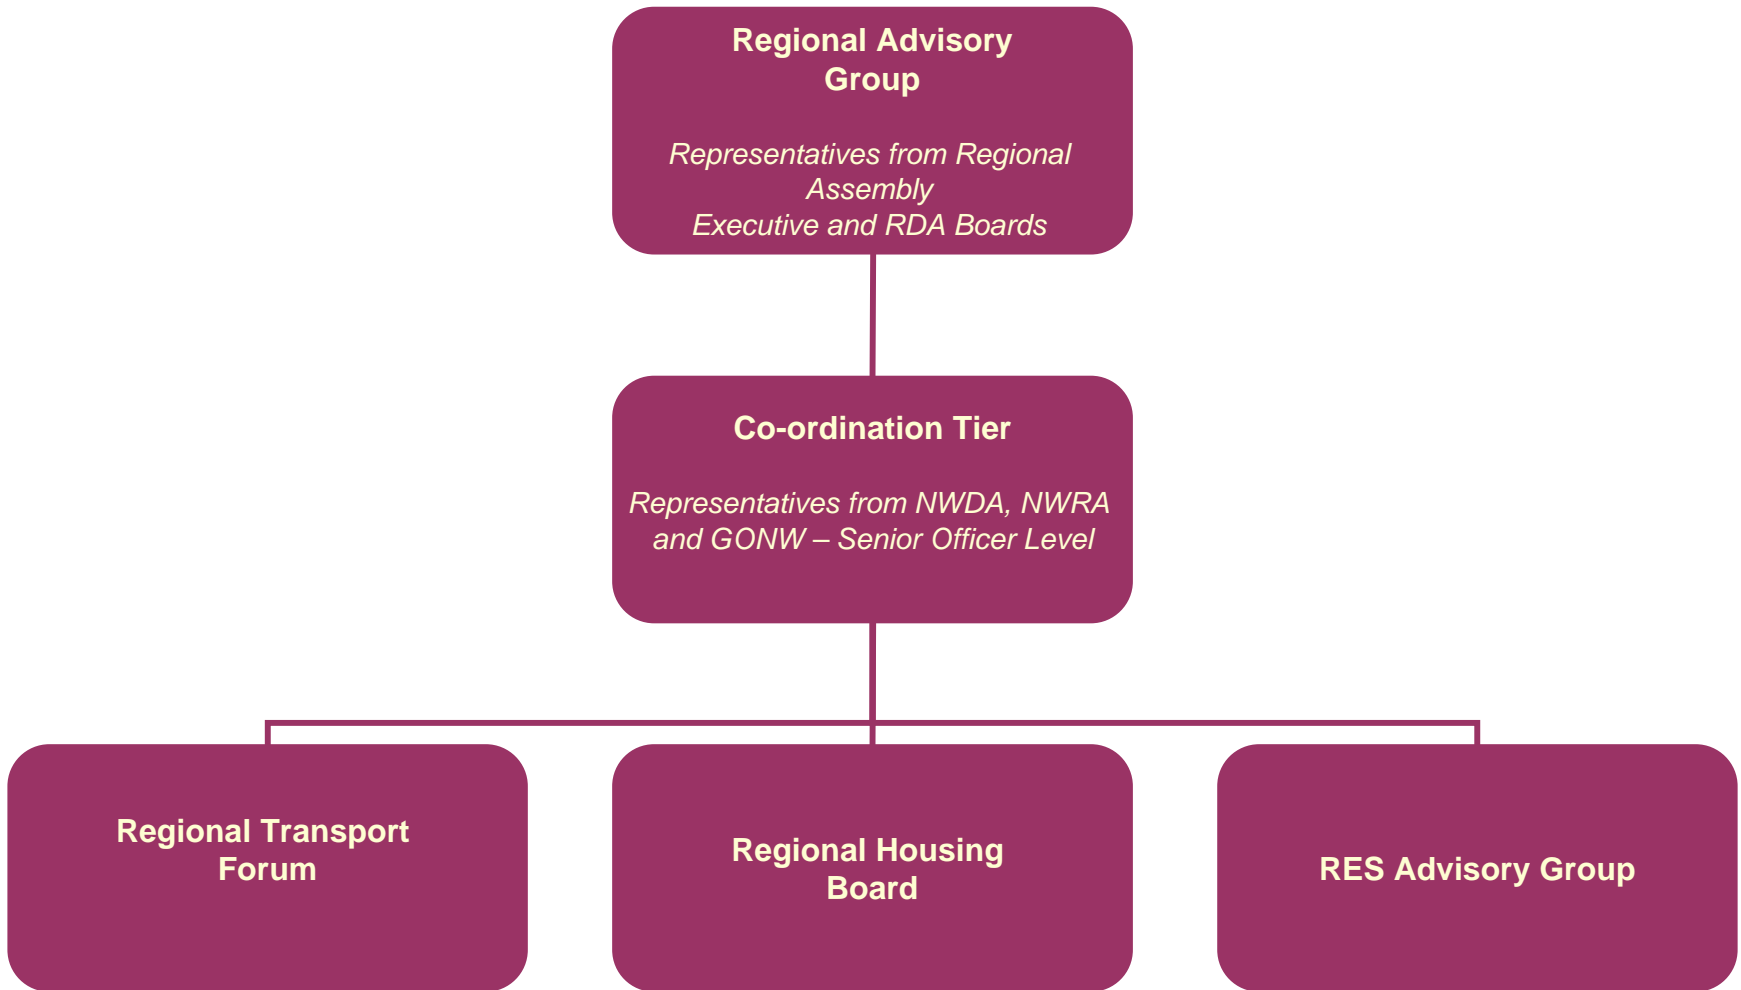 Regional Advisory
Group
Representatives from Regional
Assembly
Executive and RDA Boards
Co-ordination Tier
Representatives from NWDA, NWRA
and GONW – Senior Officer Level
Regional Transport
Forum
Regional Housing
Board
RES Advisory Group